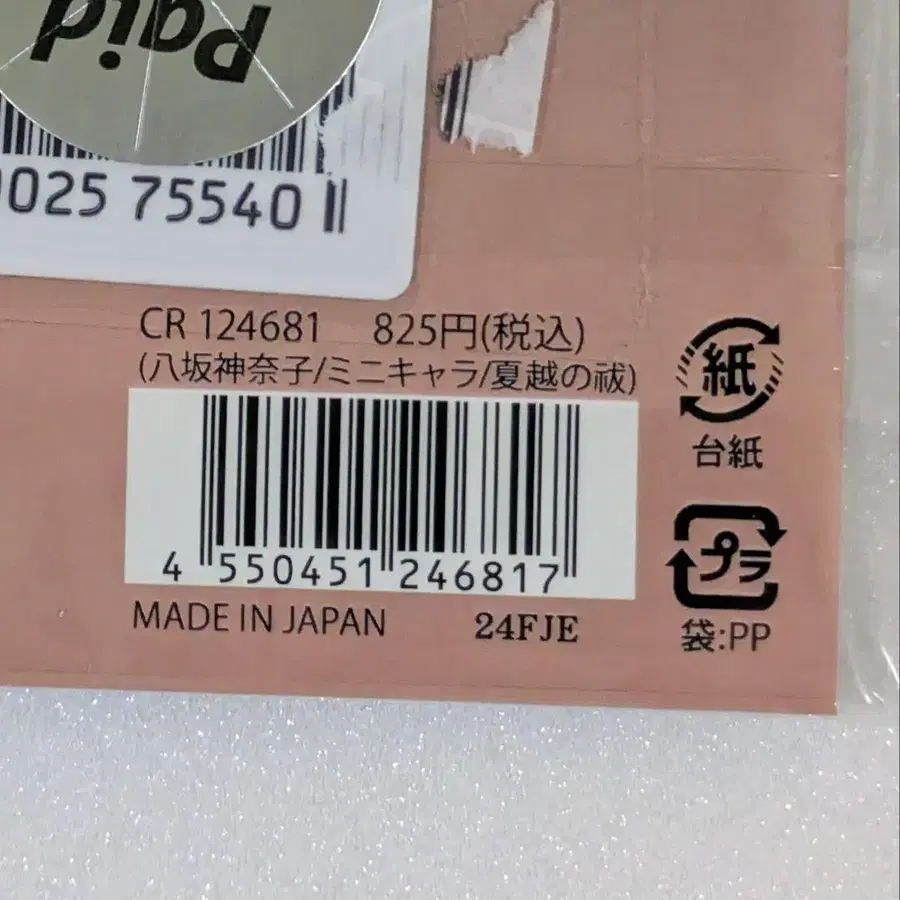 Paid
0025 75540
CR 124681 825円(税込)
(八坂神奈子/ミニキャラ/夏越の祓)
4 550451 246817
MADE IN JAPAN 24FJE
紙
台紙
プラ
袋:PP